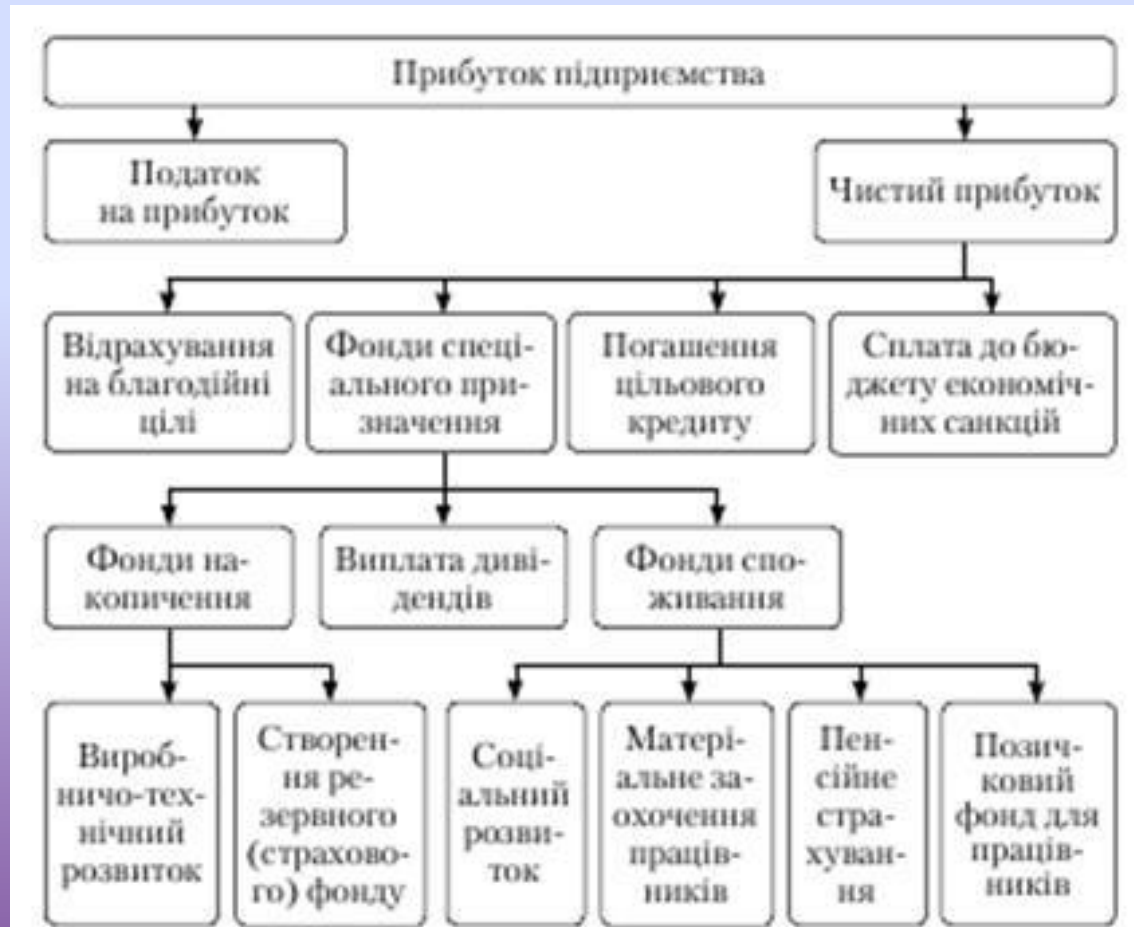 Прибуток підприємства
Податок
на прибуток
Чистий прибуток
Відрахування
на благодійні
цілі
Фонди спеці-
ального при-
значення
Погашення
цільового
кредиту
Сплата до бю-
джету економіч-
них санкцій
Фонди на-
копичення
Виплата диві-
дендів
Фонди спо-
живання
Вироб-
ничо-тех-
нічний
розвиток
Створен-
ня ре-
зервного
(страхово-
го) фонду
Соці-
альний
розви-
ток
Матері-
альне за-
охочення
праців-
ників
Пен-
сійне
стра-
хуван-
ня
Позич-
ковий
фонд для
праців-
ників